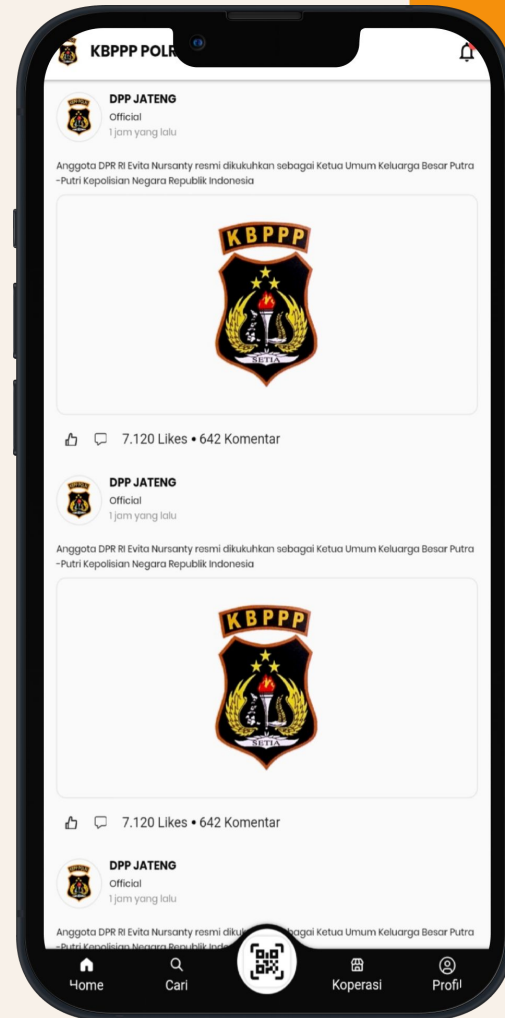 KBPPP POLR
DPP JATENG
Official
1 jam yang lalu
Anggota DPR RI Evita Nursanty resmi dikukuhkan sebagai Ketua Umum Keluarga Besar Putra
-Putri Kepolisian Negara Republik Indonesia
KBPPP
SETIA
7.120 Likes • 642 Komentar
DPP JATENG
Official
1 jam yang lalu
Anggota DPR RI Evita Nursanty resmi dikukuhkan sebagai Ketua Umum Keluarga Besar Putra
-Putri Kepolisian Negara Republik Indonesia
KBPPP
SETIA
7.120 Likes • 642 Komentar
DPP JATENG
Official
1 jam yang lalu
Anggota DPR RI Evita Nursanty resmi bagai Ketua Umum Keluarga Besar Putra
-Putri Kepolisian Negara Republik
Home
Cari
Koperasi
Profil